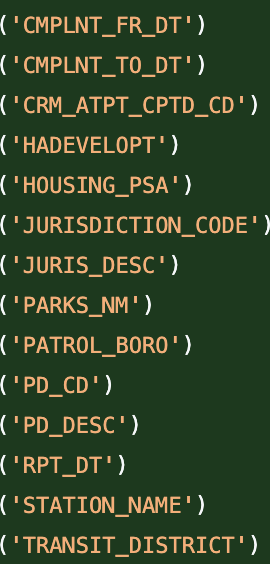 ('CMPLNT_FR_DT')
('CMPLNT_TO_DT')
('CRM_ATPT_CPTD_CD')
('HADEVELOPT')
('HOUSING_PSA')
('JURISDICTION_CODE')
('JURIS_DESC')
('PARKS_NM')
('PATROL_BORO')
('PD_CD')
('PD_DESC')
('RPT_DT')
('STATION_NAME')
('TRANSIT_DISTRICT')